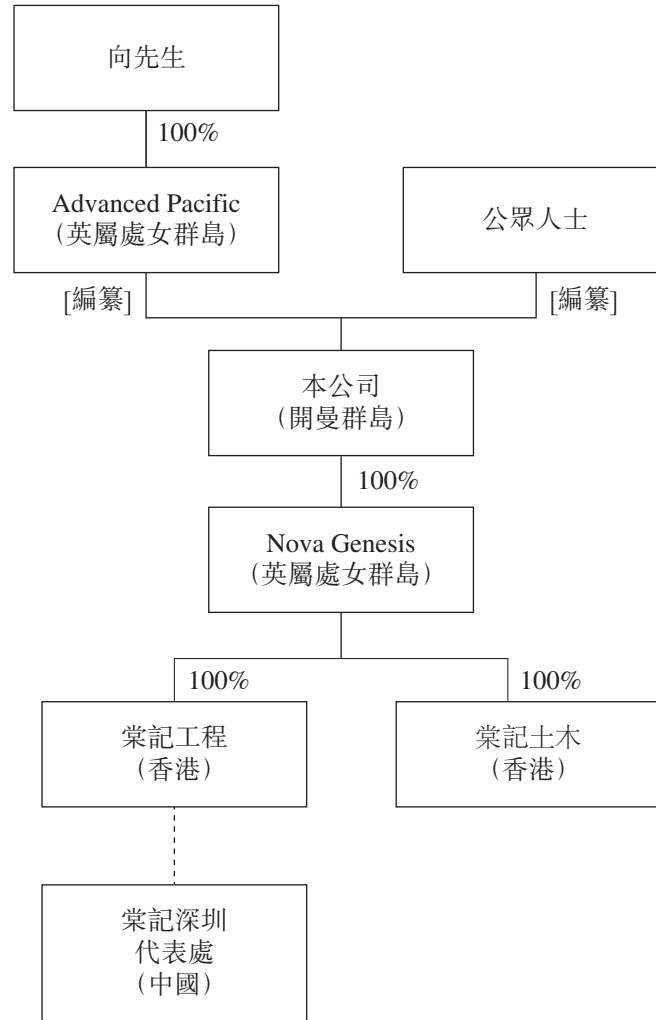 向先生
100%
Advanced Pacific
（英屬處女群島）
公眾人士
[編纂]
[編纂]
本公司
（開曼群島）
100%
Nova Genesis
（英屬處女群島）
100%
100%
棠記工程
（香港）
棠記土木
（香港）
棠記深圳
代表處
（中國）